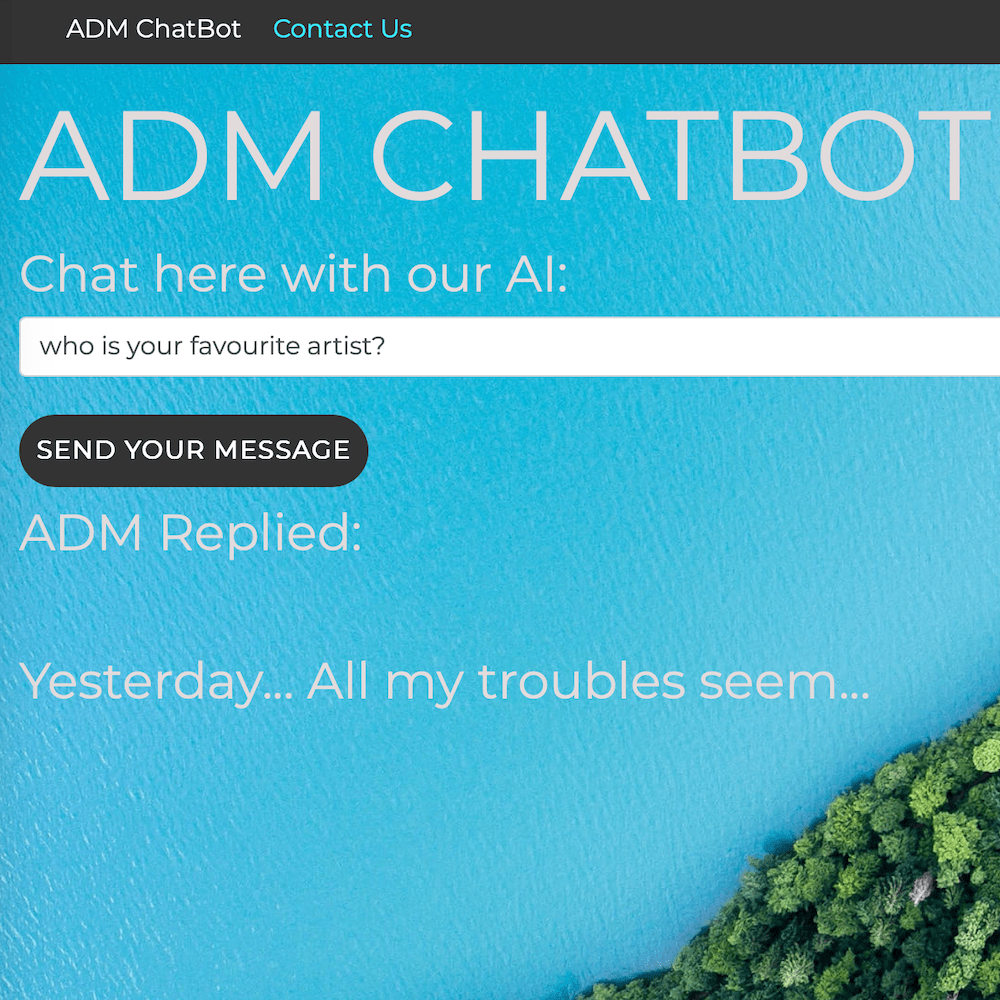 ADM ChatBot Contact Us
ADM CHATBOT
Chat here with our AI:
who is your favourite artist?
SEND YOUR MESSAGE
ADM Replied:
Yesterday... All my troubles seem...